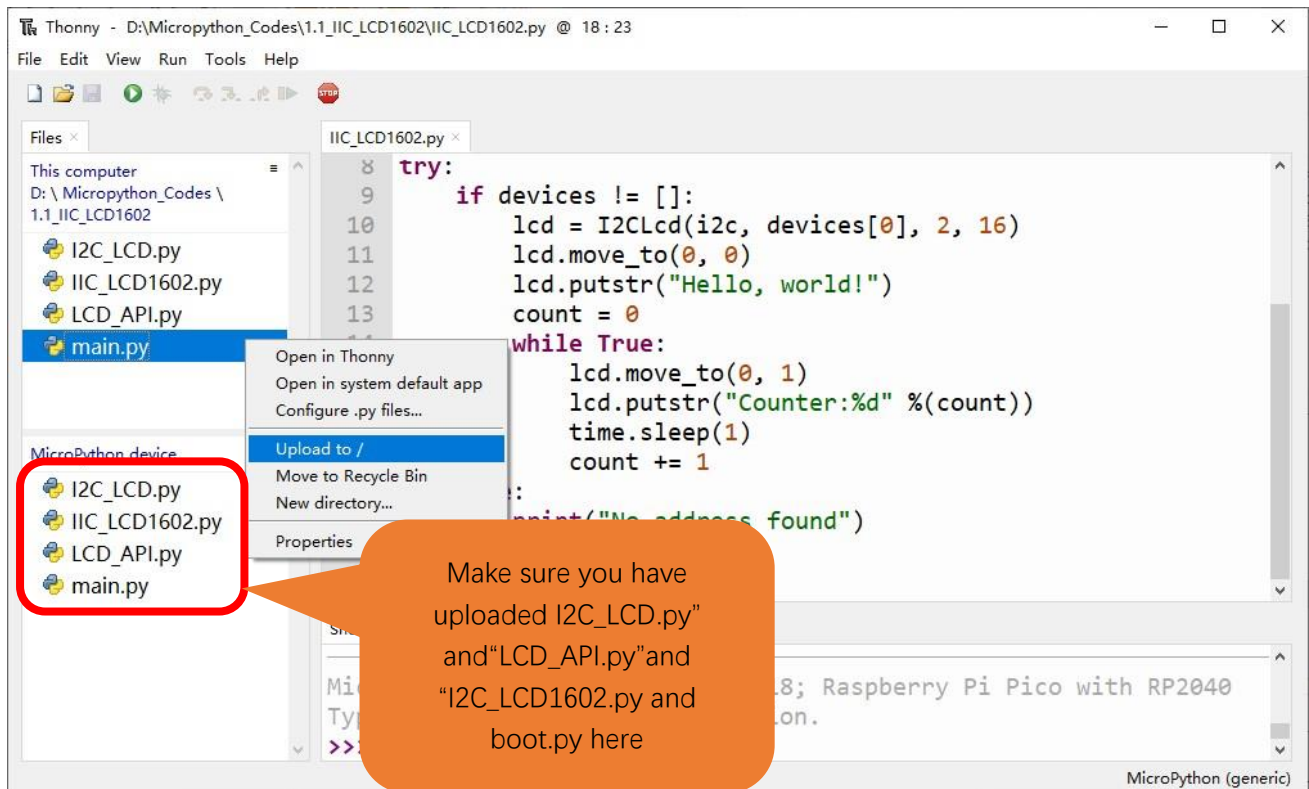 Thonny - D:\Micropython_Codes\1.1_IIC_LCD1602\IIC_LCD1602.py @ 18 : 23
File Edit View Run Tools Help
STOP
Files ×
This computer
D: \ Micropython_Codes \
1.1_IIC_LCD1602
I2C_LCD.py
IIC_LCD1602.py
LCD_API.py
main.py
MicroPython device
I2C_LCD.py
IIC_LCD1602.py
LCD_API.py
main.py
Open in Thonny
Open in system default app
Configure .py files...
Upload to /
Move to Recycle Bin
New directory...
Properties
IIC_LCD1602.py ×
8 try:
9 if devices != []:
10 lcd = I2CLcd(i2c, devices[0], 2, 16)
11 lcd.move_to(0, 0)
12 lcd.putstr("Hello, world!")
13 count = 0
while True:
lcd.move_to(0, 1)
lcd.putstr("Counter:%d" %(count))
time.sleep(1)
count += 1
:
print("No address found")
Make sure you have
uploaded I2C_LCD.py”
and“LCD_API.py”and
“I2C_LCD1602.py and
boot.py here
8; Raspberry Pi Pico with RP2040
on.
>>
MicroPython (generic)